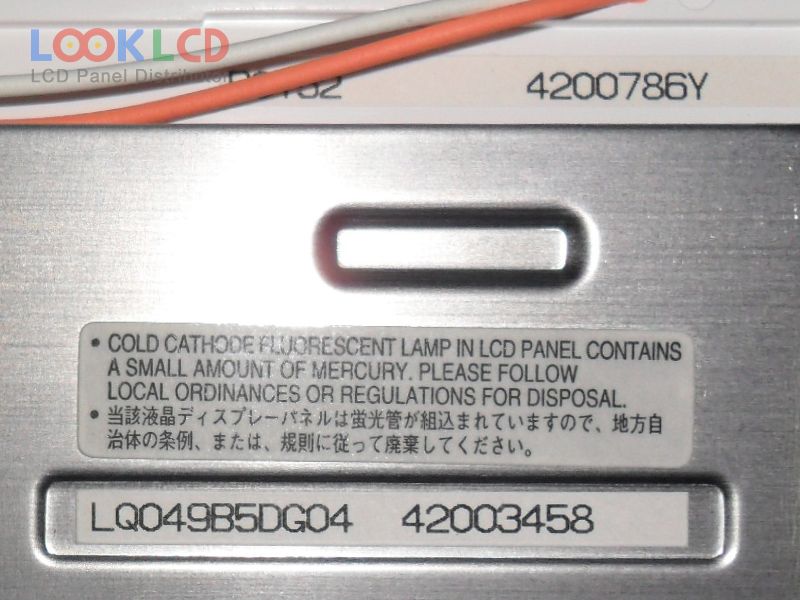 LOOKLCD
LCD Panel Distributor
4200786Y
• COLD CATHODE FLUORESCENT LAMP IN LCD PANEL CONTAINS
A SMALL AMOUNT OF MERCURY. PLEASE FOLLOW
LOCAL ORDINANCES OR REGULATIONS FOR DISPOSAL.
• 当該液晶ディスプレーパネルは蛍光管が組込まれていますので、地方自
治体の条例、または、規則に従って廃棄してください。
LQ049B5DG04 42003458